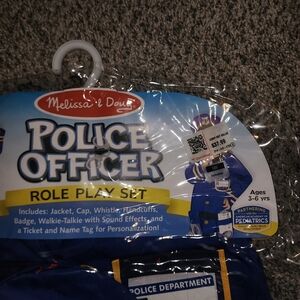 Melissa & Doug
POLICE
OFFICER
ROLE PLAY SET
Includes: Jacket, Cap, Whistle, Handcuffs,
Badge, Walkie-Talkie with Sound Effects, and
a Ticket and Name Tag for Personalization!
Ages
3-6 yrs
PEDIATRICS
POLICE DEPARTMENT